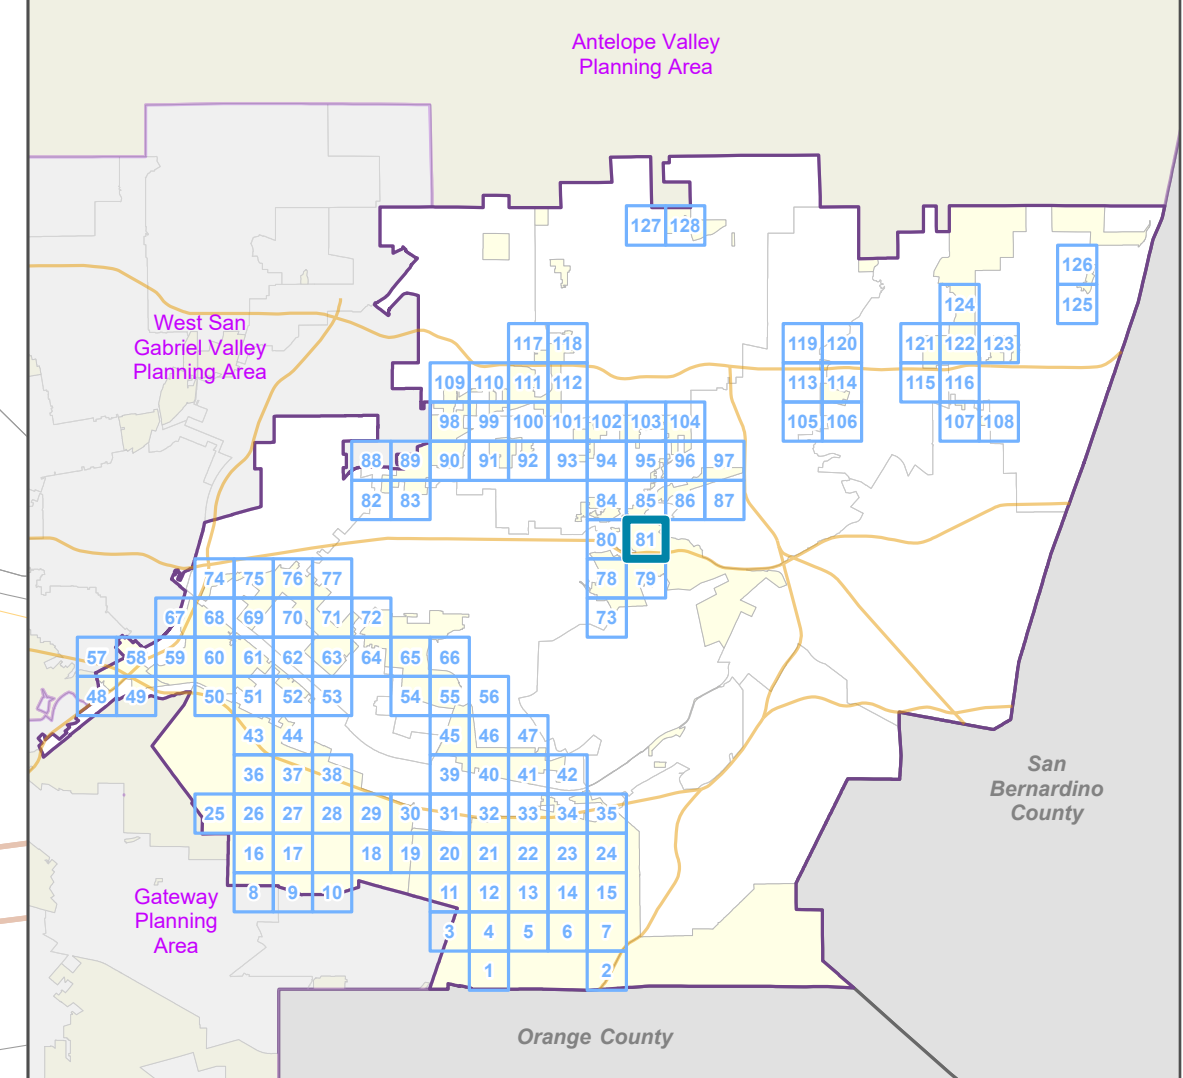 Antelope Valley
Planning Area
127 128
126
124 125
West San
Gabriel Valley
Planning Area
117 118 119 120 121 122 123
109 110 111 112 113 114 115 116
98 99 100 101 102 103 104 105 106 107 108
88 89 90 91 92 93 94 95 96 97
82 83 84 85 86 87
80 81
74 75 76 77 78 79
67 68 69 70 71 72 73
57 58 59 60 61 62 63 64 65 66
48 49 50 51 52 53 54 55 56
43 44 45 46 47
36 37 38 39 40 41 42
San
Bernardino
County
25 26 27 28 29 30 31 32 33 34 35
16 17 18 19 20 21 22 23 24
8 9 10 11 12 13 14 15
Gateway
Planning
Area
3 4 5 6 7
1 2
Orange County